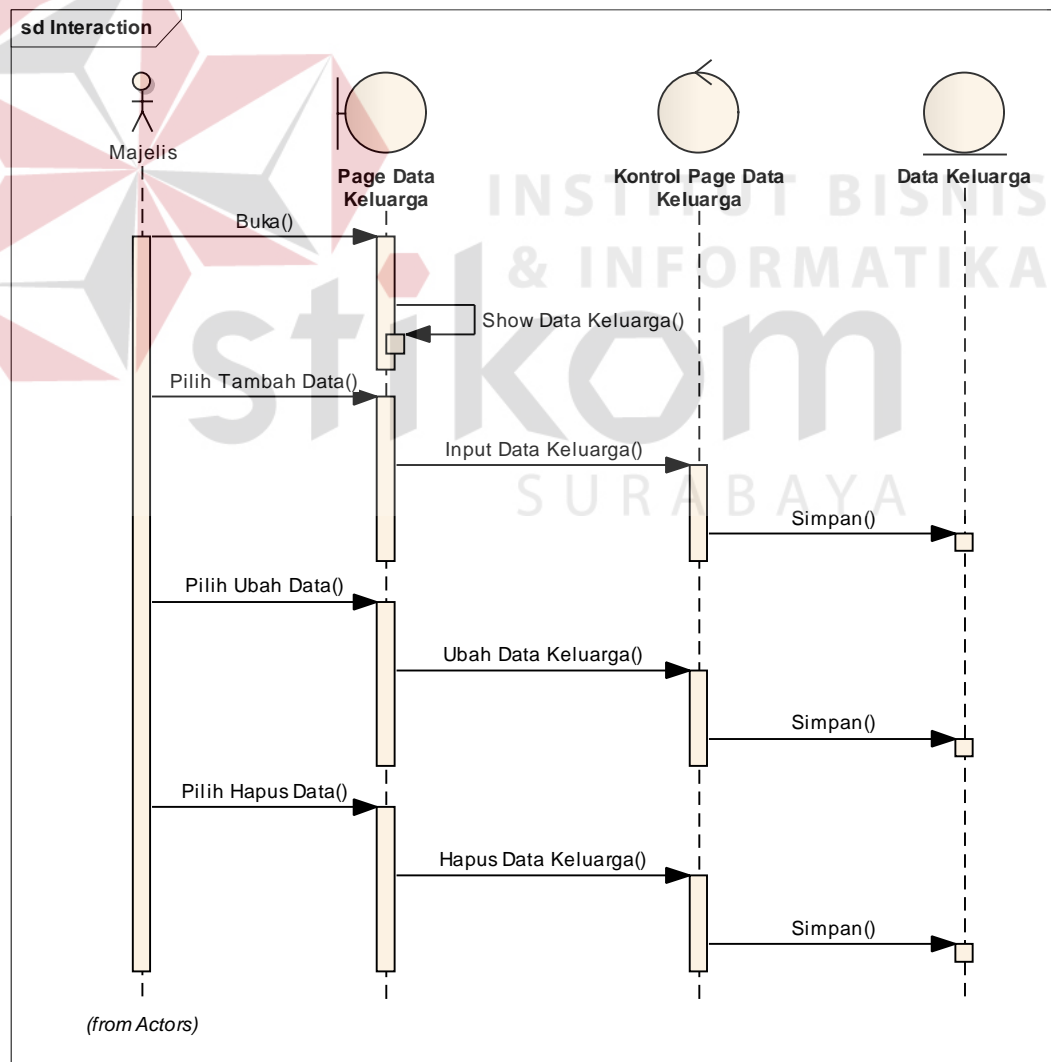 sd Interaction
Majelis
Page Data
Keluarga
Kontrol Page Data
Keluarga
Data Keluarga
INSTITUT BISNIS
& INFORMATIKA
stikom
SURABAYA
Buka()
Show Data Keluarga()
Pilih Tambah Data()
Input Data Keluarga()
Simpan()
Pilih Ubah Data()
Ubah Data Keluarga()
Simpan()
Pilih Hapus Data()
Hapus Data Keluarga()
Simpan()
(from Actors)